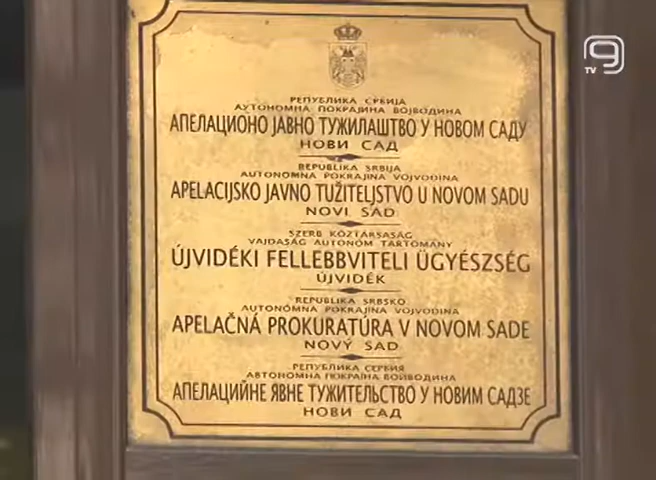 9
TV
РЕПУБЛИКА СРБИЈА
АУТОНОМНА ПОКРАЈИНА ВОЈВОДИНА
АПЕЛАЦИОНО ЈАВНО ТУЖИЛАШТВО У НОВОМ САДУ
НОВИ САД
REPUBLIKA SRBIJA
AUTONOMNA POKRAJINA VOJVODINA
APELACIJSKO JAVNO TUŽITELJSTVO U NOVOM SADU
NOVI SAD
SZERB KÖZTÁRSASÁG
VAJDASÁG AUTONÓM TARTOMÁNY
ÚJVIDÉKI FELLEBBVITELI ÜGYÉSZSÉG
ÚJVIDÉK
REPUBLIKA SRBSKO
AUTONÓMNA POKRAJINA VOJVODINA
APELAČNÁ PROKURATÚRA V NOVOM SADE
NOVÝ SAD
РЕПУБЛИКА СЕРБИЯ
АВТОНОМНА ПОКРАЇНА ВОЙВОДИНА
АПЕЛАЦИЙНЕ ЯВНЕ ТУЖИТЕЛЬСТВО У НОВИМ САДЗЕ
НОВИ САД